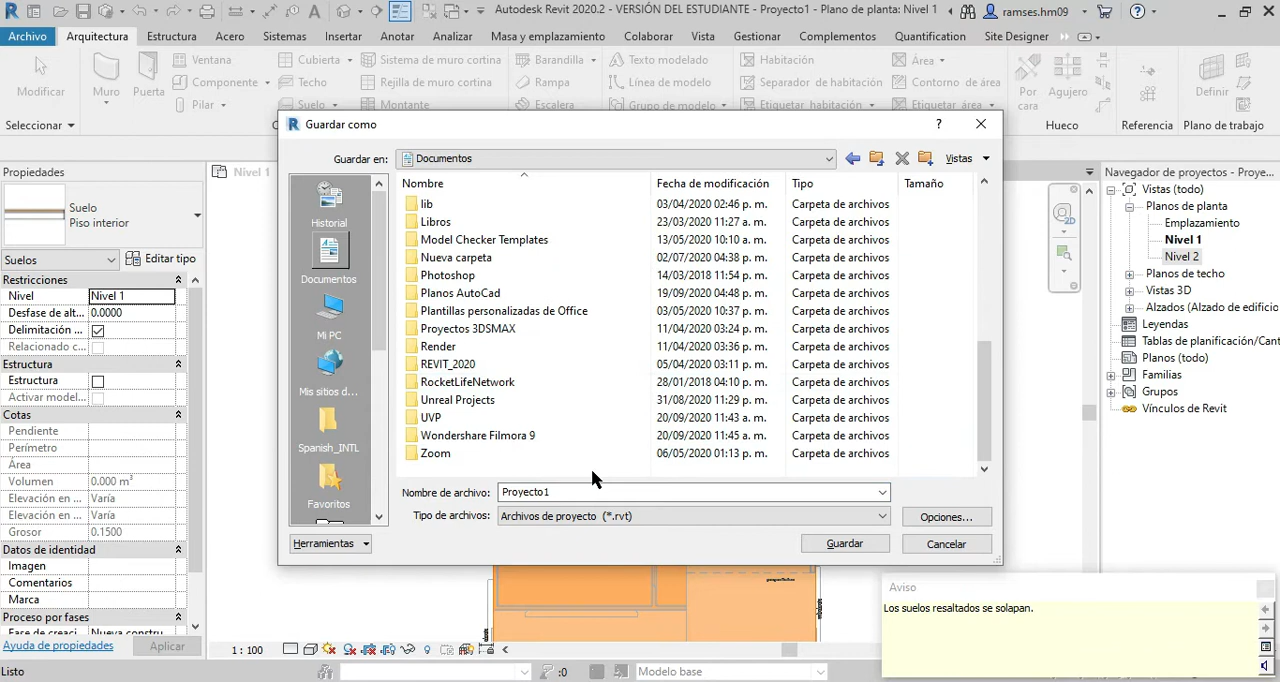 Autodesk Revit 2020.2 - VERSIÓN DEL ESTUDIANTE - Proyecto1 - Plano de planta: Nivel 1
ramses.hm09
Archivo Arquitectura Estructura Acero Sistemas Insertar Anotar Analizar Masa y emplazamiento Colaborar Vista Gestionar Complementos Quantification Site Designer
Ventana Cubierta Sistema de muro cortina Barandilla Texto modelado Habitación Área
Modificar Muro Puerta Componente Techo Rejilla de muro cortina Rampa Línea de modelo Separador de habitación Contorno de área Por cara Agujero Definir
Pilar Suelo Montante Escalera Grupo de modelo Etiquetar habitación Etiquetar área
Seleccionar Hueco Referencia Plano de trabajo
Guardar como
Guardar en: Documentos Vistas
Nombre Fecha de modificación Tipo Tamaño
lib 03/04/2020 02:46 p. m. Carpeta de archivos
Libros 23/03/2020 11:27 a. m. Carpeta de archivos
Model Checker Templates 13/05/2020 10:10 a. m. Carpeta de archivos
Nueva carpeta 02/07/2020 04:38 p. m. Carpeta de archivos
Photoshop 14/03/2018 11:54 p. m. Carpeta de archivos
Planos AutoCad 19/09/2020 04:48 p. m. Carpeta de archivos
Plantillas personalizadas de Office 03/05/2020 10:37 p. m. Carpeta de archivos
Proyectos 3DSMAX 11/04/2020 03:24 p. m. Carpeta de archivos
Render 11/04/2020 03:36 p. m. Carpeta de archivos
REVIT_2020 05/04/2020 03:11 p. m. Carpeta de archivos
RocketLifeNetwork 28/01/2018 04:10 p. m. Carpeta de archivos
Unreal Projects 31/08/2020 11:29 p. m. Carpeta de archivos
UVP 20/09/2020 11:43 a. m. Carpeta de archivos
Wondershare Filmora 9 20/09/2020 11:45 a. m. Carpeta de archivos
Zoom 06/05/2020 01:13 p. m. Carpeta de archivos
Historial
Documentos
Mi PC
Mis sitios d...
Spanish_INTL
Favoritos
Nombre de archivo: Proyecto1
Tipo de archivos: Archivos de proyecto (*.rvt) Opciones...
Herramientas Guardar Cancelar
Propiedades
Suelo
Piso interior
Suelos Editar tipo
Restricciones
Nivel Nivel 1
Desfase de alt... 0.0000
Delimitación ...
Relacionado c...
Estructura
Estructura
Activar model...
Cotas
Pendiente
Perímetro
Área
Volumen 0.000 m³
Elevación en ... Varía
Elevación en ... Varía
Grosor 0.1500
Datos de identidad
Imagen
Comentarios
Marca
Proceso por fases
Fase de creaci... Nueva constru...
Ayuda de propiedades Aplicar
Nivel 1
Navegador de proyectos - Proye...
Vistas (todo)
Planos de planta
Emplazamiento
Nivel 1
Nivel 2
Planos de techo
Vistas 3D
Alzados (Alzado de edificio
Leyendas
Tablas de planificación/Cant
Planos (todo)
Familias
Grupos
Vínculos de Revit
Aviso
Los suelos resaltados se solapan.
1 : 100
Listo :0 Modelo base